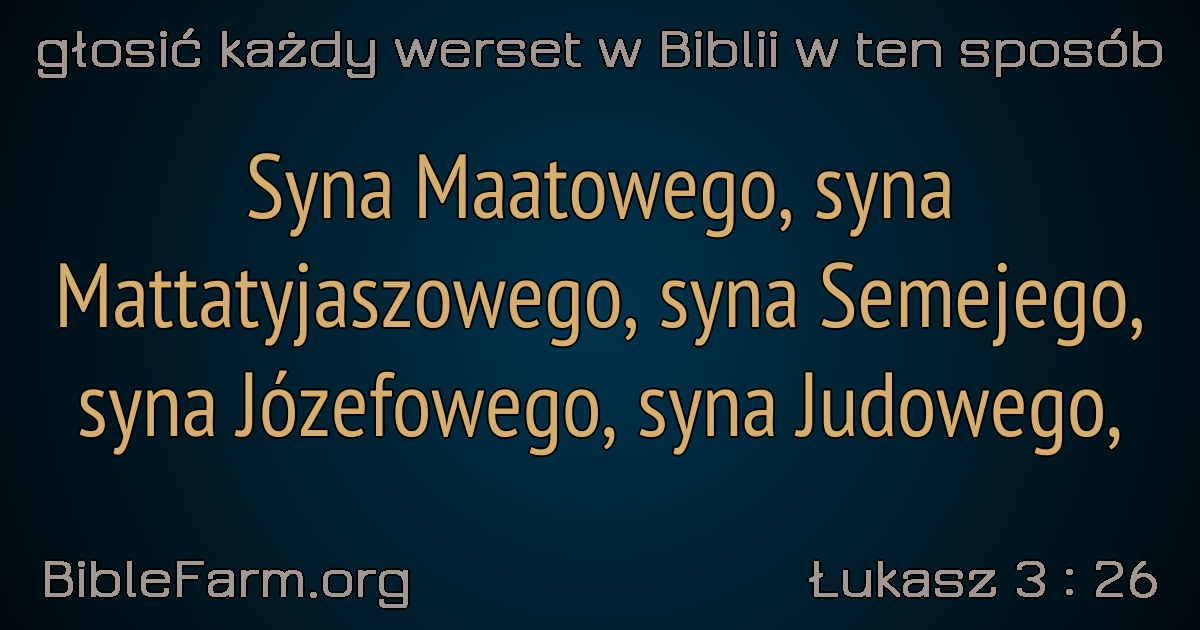 głosić każdy werset w Biblii w ten sposób
Syna Maatowego, syna
Mattatyjaszowego, syna Semejego,
syna Józefowego, syna Judowego,
BibleFarm.org
Łukasz 3 : 26